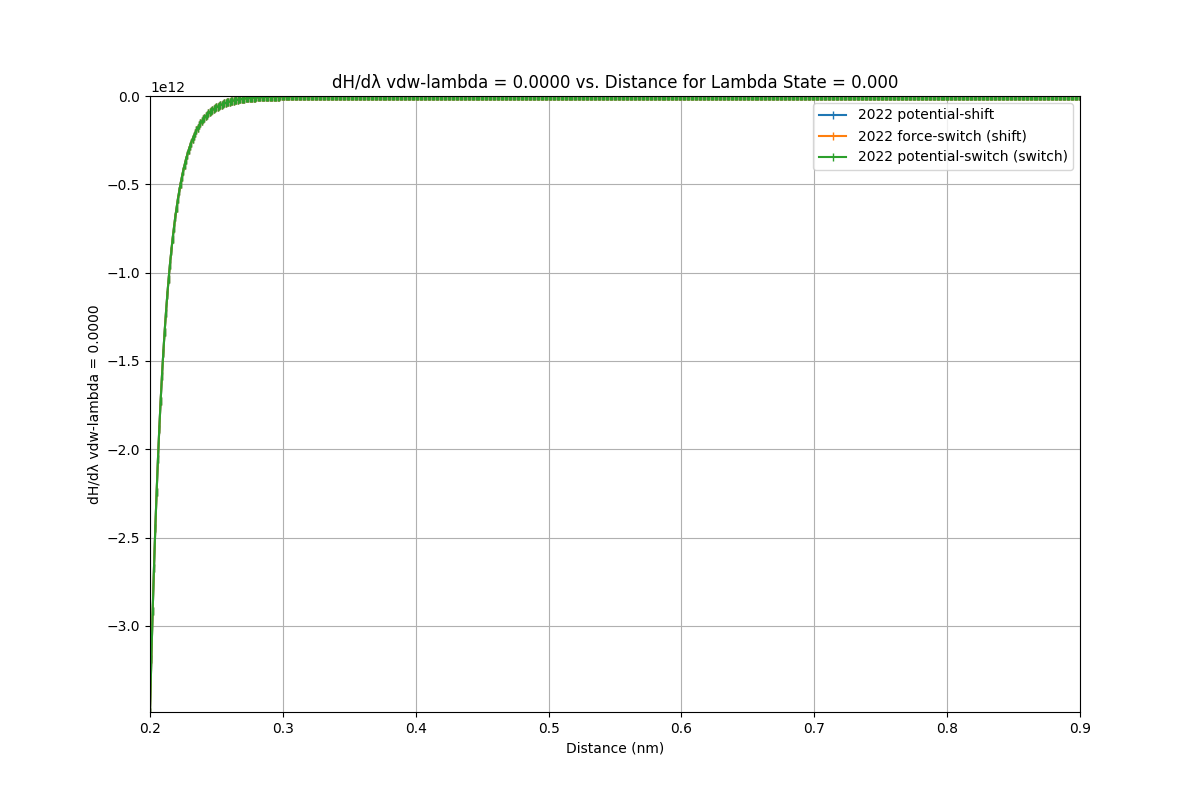 dH/dλ vdw-lambda = 0.0000 vs. Distance for Lambda State = 0.000
1e12
0.0
−0.5
−1.0
−1.5
−2.0
−2.5
−3.0
dH/dλ vdw-lambda = 0.0000
2022 potential-shift
2022 force-switch (shift)
2022 potential-switch (switch)
0.2 0.3 0.4 0.5 0.6 0.7 0.8 0.9
Distance (nm)